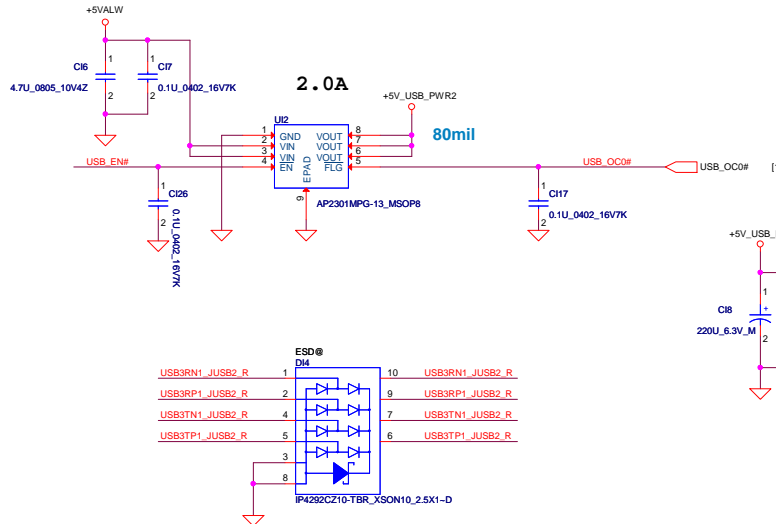 +5VALW
CI6
1
2
4.7U_0805_10V4Z
CI7
1
2
0.1U_0402_16V7K
2.0A
+5V_USB_PWR2
80mil
UI2
1 GND VOUT 8
2 VIN VOUT 7
3 VIN VOUT 6
4 EN FLG 5
EPAD
9
AP2301MPG-13_MSOP8
USB_EN#
1
CI26
2
0.1U_0402_16V7K
USB_OC0#
USB_OC0#
1
CI17
0.1U_0402_16V7K
2
+5V_USB_
1
+
CI8
220U_6.3V_M
2
ESD@
DI4
USB3RN1_JUSB2_R 1 10 USB3RN1_JUSB2_R
USB3RP1_JUSB2_R 2 9 USB3RP1_JUSB2_R
USB3TN1_JUSB2_R 4 7 USB3TN1_JUSB2_R
USB3TP1_JUSB2_R 5 6 USB3TP1_JUSB2_R
3
8
IP4292CZ10-TBR_XSON10_2.5X1~D